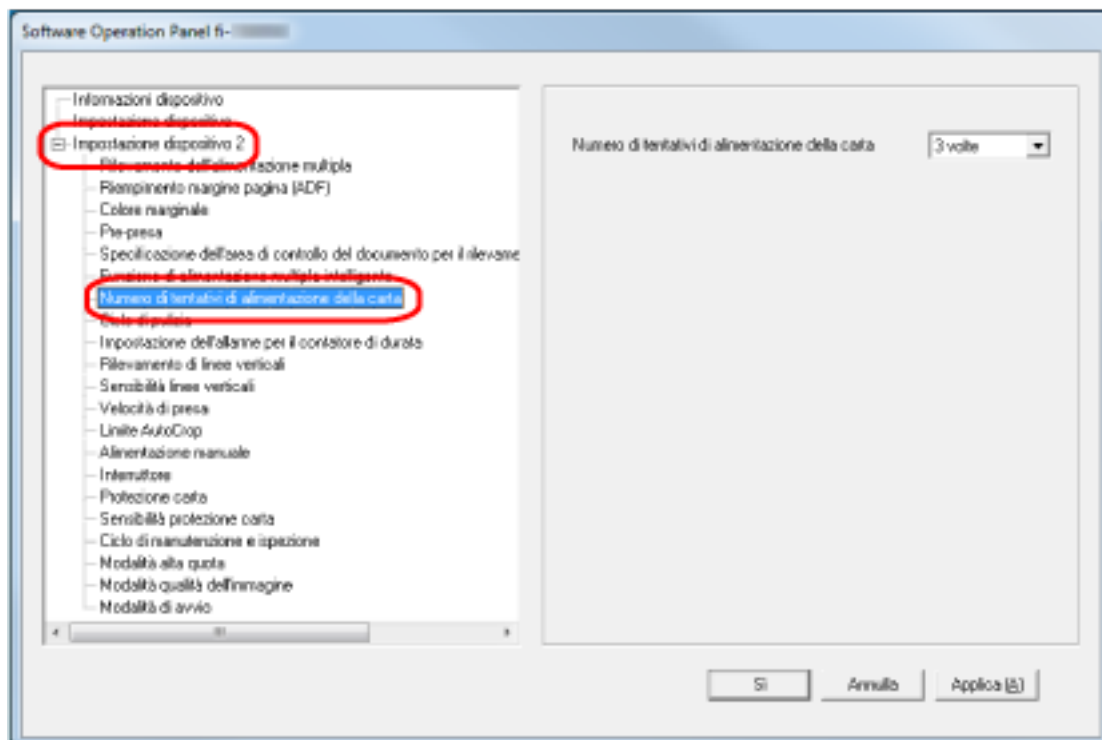 Software Operation Panel fi-
Informazioni dispositivo
Impostazione dispositivo
Impostazione dispositivo 2
Rilevamento dell'alimentazione multipla
Riempimento margine pagina (ADF)
Colore marginale
Pre-presa
Specificazione dell'area di controllo del documento per il rilevame
Funzione di alimentazione multipla intelligente
Numero di tentativi di alimentazione della carta
Ciclo di pulizia
Impostazione dell'allarme per il contatore di durata
Rilevamento di linee verticali
Sensibilità linee verticali
Velocità di presa
Limite AutoCrop
Alimentazione manuale
Interruttore
Protezione carta
Sensibilità protezione carta
Ciclo di manutenzione e ispezione
Modalità alta quota
Modalità qualità dell'immagine
Modalità di avvio
Numero di tentativi di alimentazione della carta
3 volte
Sì
Annulla
Applica (A)